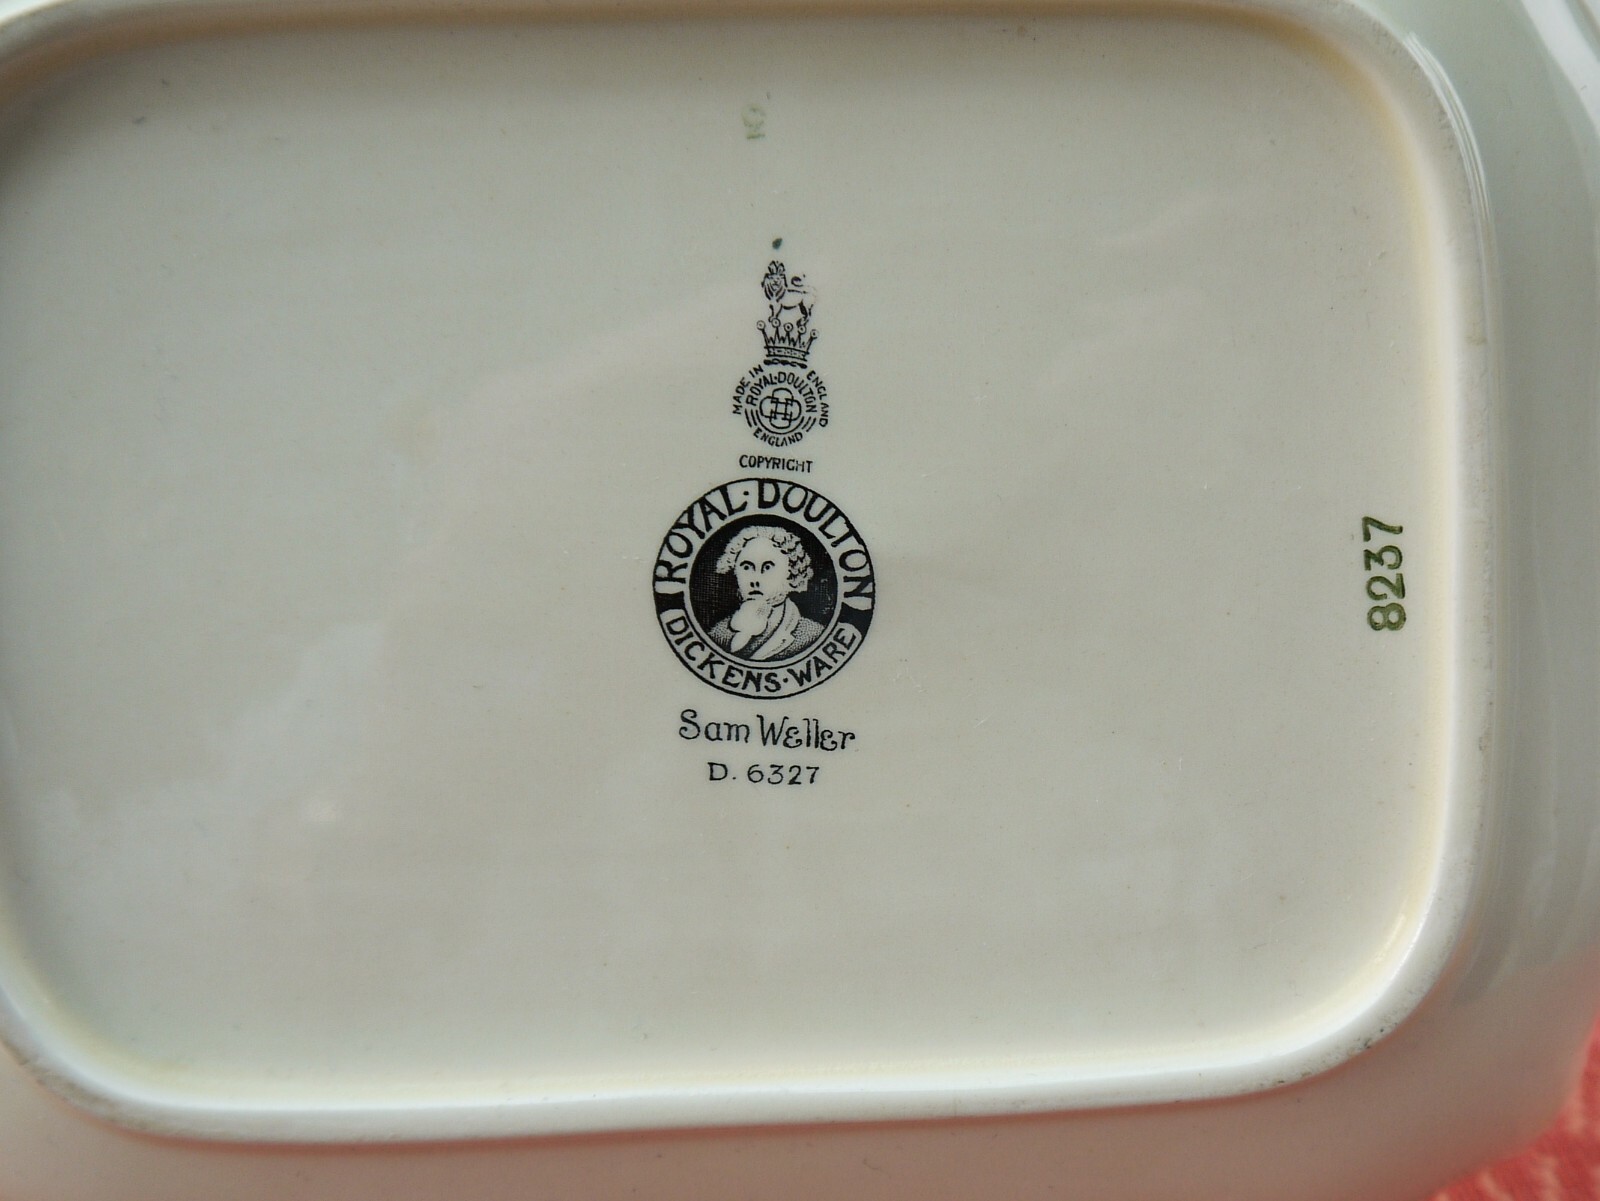 MADE IN ENGLAND
ROYAL·DOULTON
ENGLAND
COPYRIGHT
ROYAL·DOULTON
DICKENS·WARE
Sam Weller
D. 6327
8237